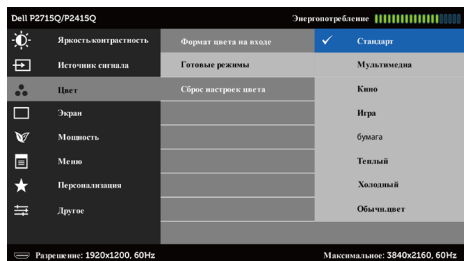 Dell P2715Q/P2415Q Энергопотребление
Яркость/контрастность Формат цвета на входе Стандарт
Источник сигнала Готовые режимы Мультимедиа
Цвет Сброс настроек цвета Кино
Экран Игра
Мощность бумага
Меню Теплый
Персонализация Холодный
Другое Обычн.цвет
Разрешение: 1920x1200, 60Hz Максимальное: 3840x2160, 60Hz